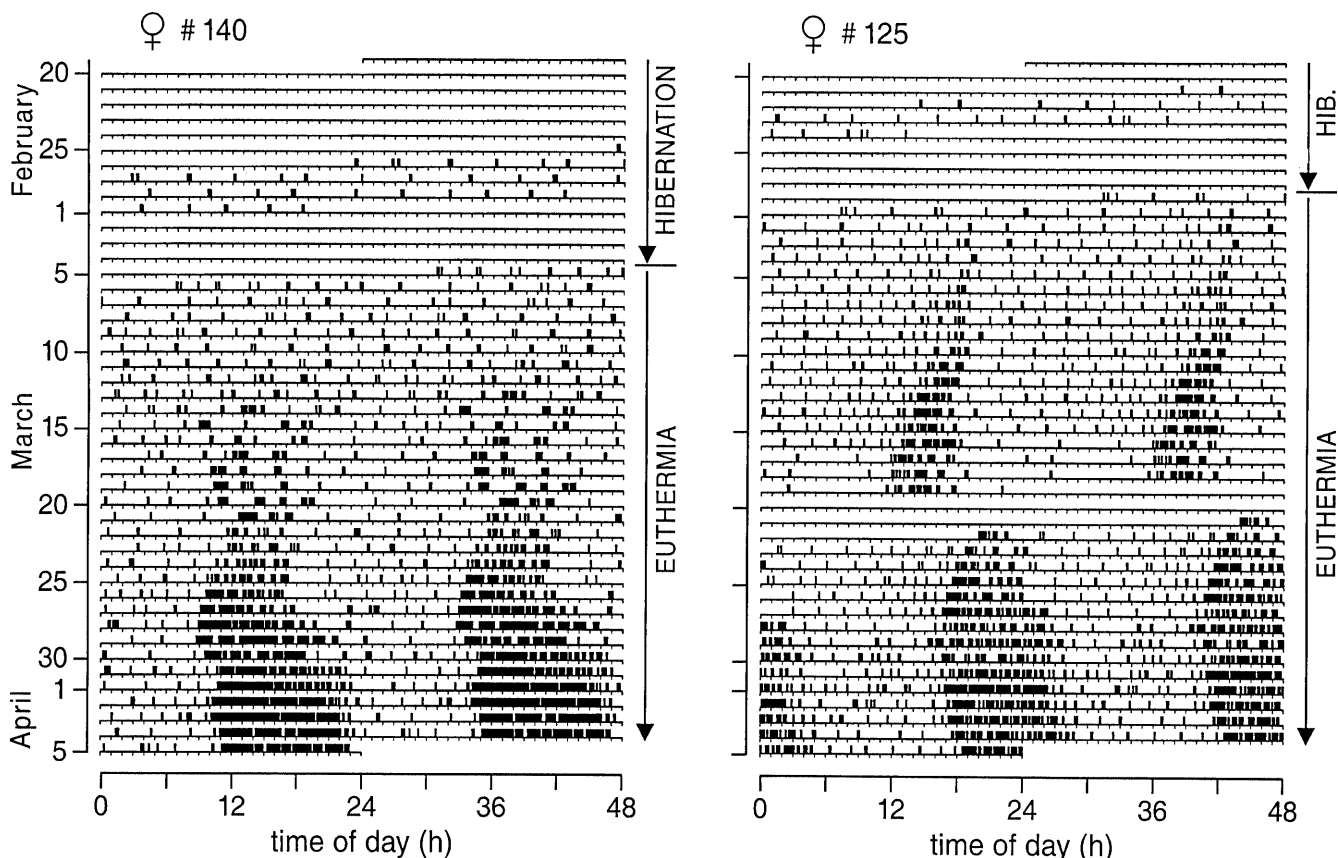 ♀ # 140
♀ # 125
February
March
April
20
25
1
5
10
15
20
25
30
1
5
HIBERNATION
EUTHERMIA
HIB.
EUTHERMIA
0 12 24 36 48
time of day (h)
0 12 24 36 48
time of day (h)